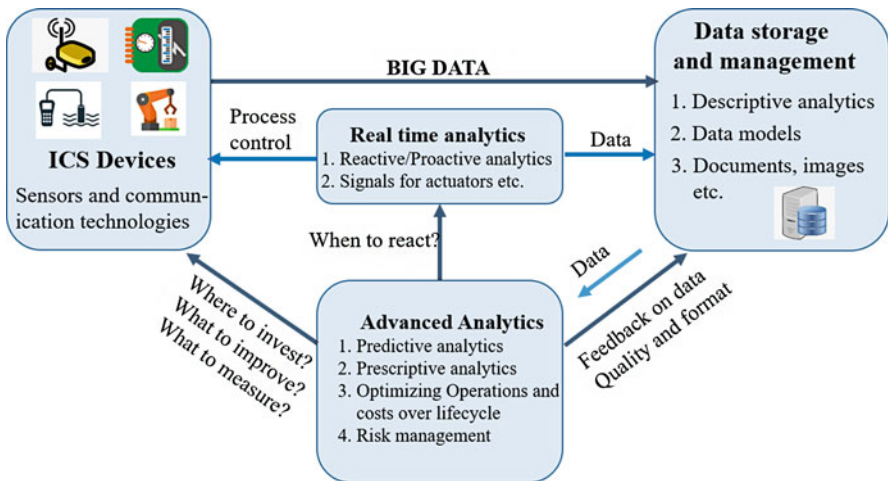 ICS Devices
Sensors and commun-
ication technologies
BIG DATA
Data storage
and management
1. Descriptive analytics
2. Data models
3. Documents, images
etc.
Process
control
Real time analytics
1. Reactive/Proactive analytics
2. Signals for actuators etc.
Data
When to react?
Data
Where to invest?
What to improve?
What to measure?
Advanced Analytics
1. Predictive analytics
2. Prescriptive analytics
3. Optimizing Operations and
costs over lifecycle
4. Risk management
Feedback on data
Quality and format